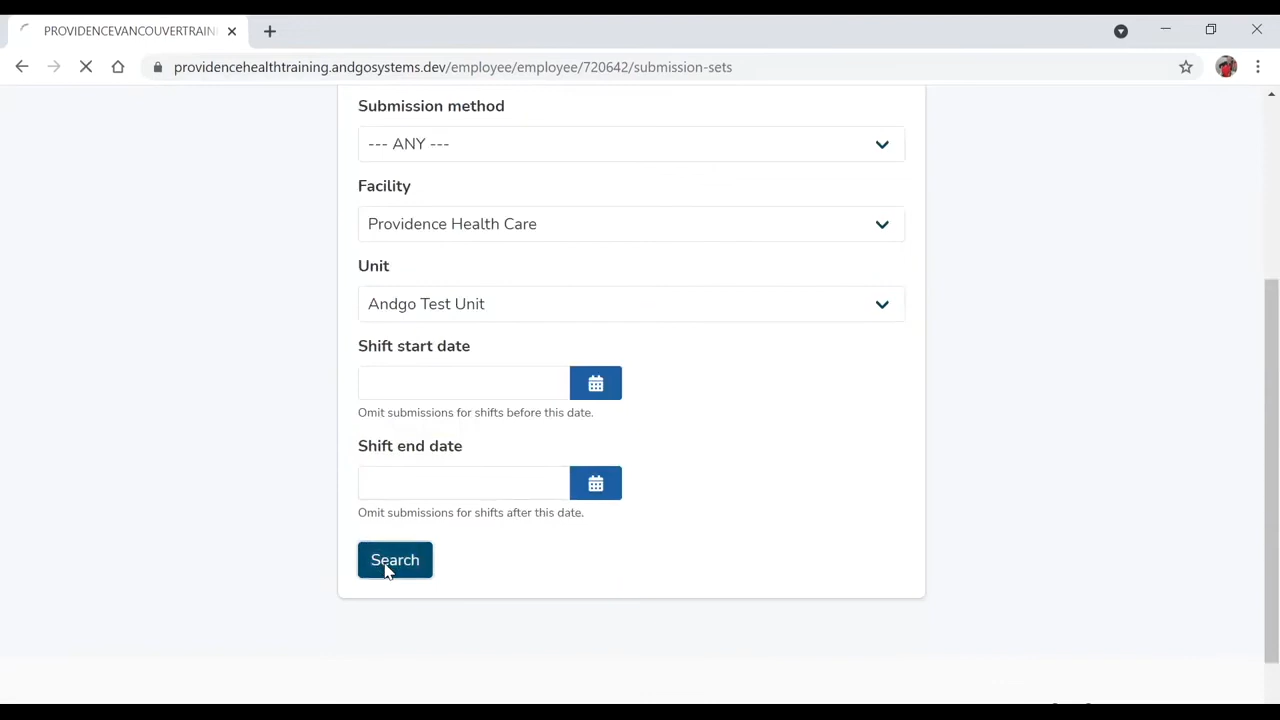 PROVIDENCEVANCOUVERTRAIN
providencehealthtraining.andgosystems.dev/employee/employee/720642/submission-sets
Submission method
--- ANY ---
Facility
Providence Health Care
Unit
Andgo Test Unit
Shift start date
Omit submissions for shifts before this date.
Shift end date
Omit submissions for shifts after this date.
Search